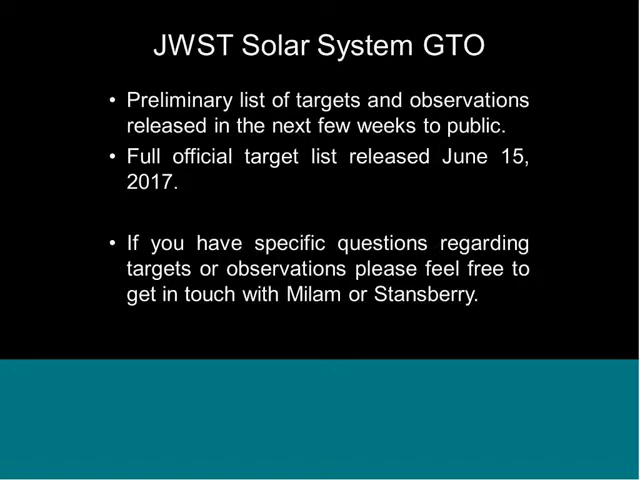 JWST Solar System GTO
• Preliminary list of targets and observations
released in the next few weeks to public.
• Full official target list released June 15,
2017.
• If you have specific questions regarding
targets or observations please feel free to
get in touch with Milam or Stansberry.